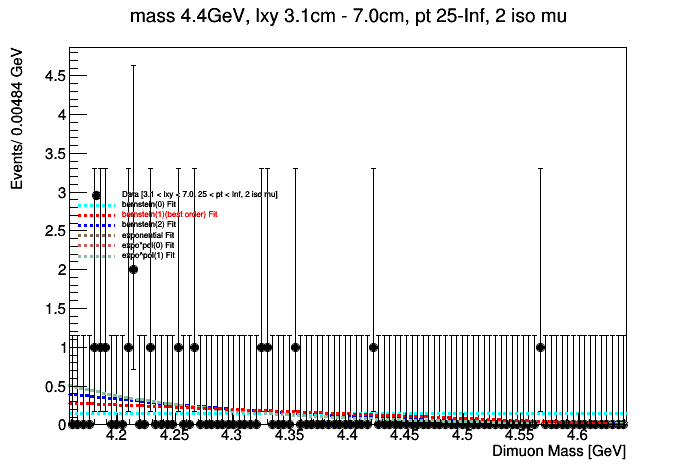 mass 4.4GeV, lxy 3.1cm - 7.0cm, pt 25-Inf, 2 iso mu
Events/ 0.00484 GeV
4.5
4
3.5
3
2.5
2
1.5
1
0.5
0
Data [3.1 < lxy < 7.0, 25 < pt < Inf, 2 iso mu]
bernstein(0) Fit
bernstein(1)(best order) Fit
bernstein(2) Fit
exponential Fit
expo*pol(0) Fit
expo*pol(1) Fit
4.2 4.25 4.3 4.35 4.4 4.45 4.5 4.55 4.6
Dimuon Mass [GeV]